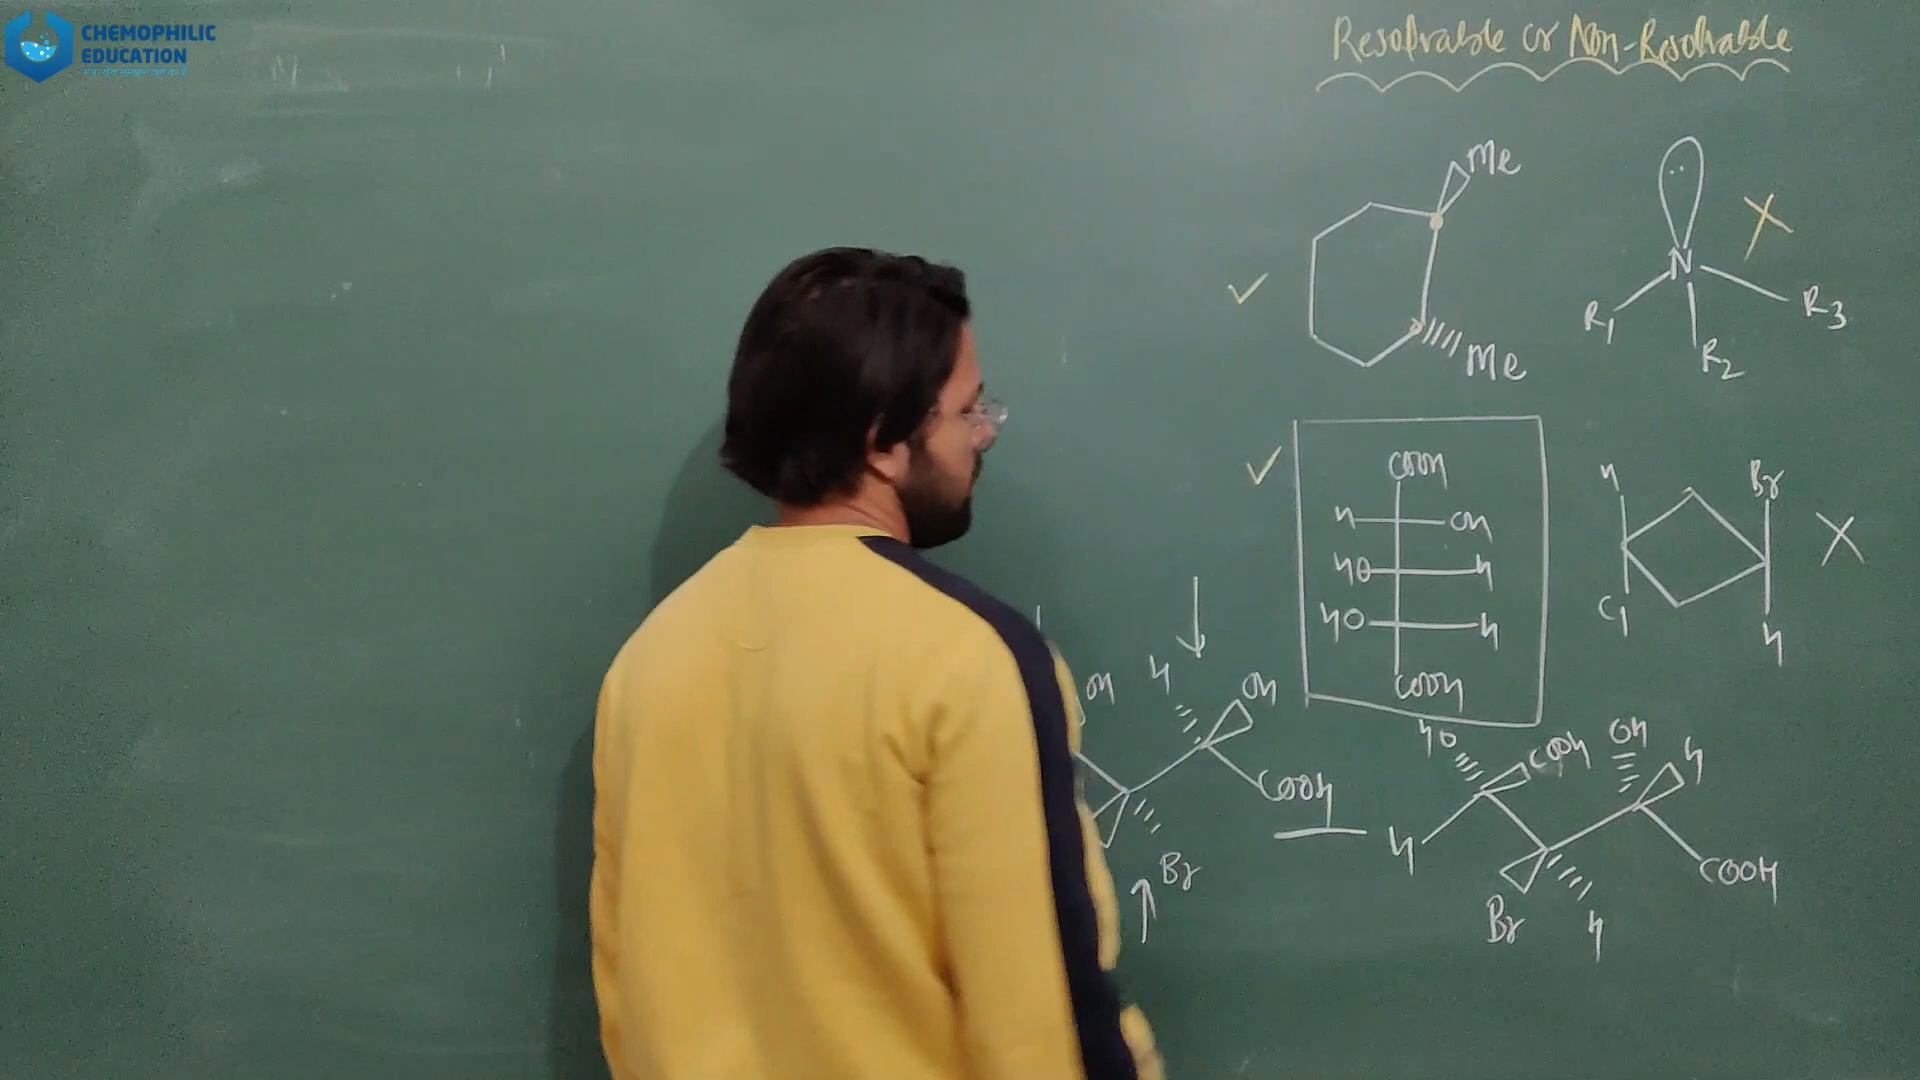 CHEMOPHILIC
EDUCATION
Resolvable or Non-Resolvable
Me
Me
N
R1
R2
R3
X
COOH
H OH
HO H
HO H
COOH
H
Br
Cl
H
X
OH
H
OH
COOH
Br
HO
COOH
OH
H
H
COOH
Br
H